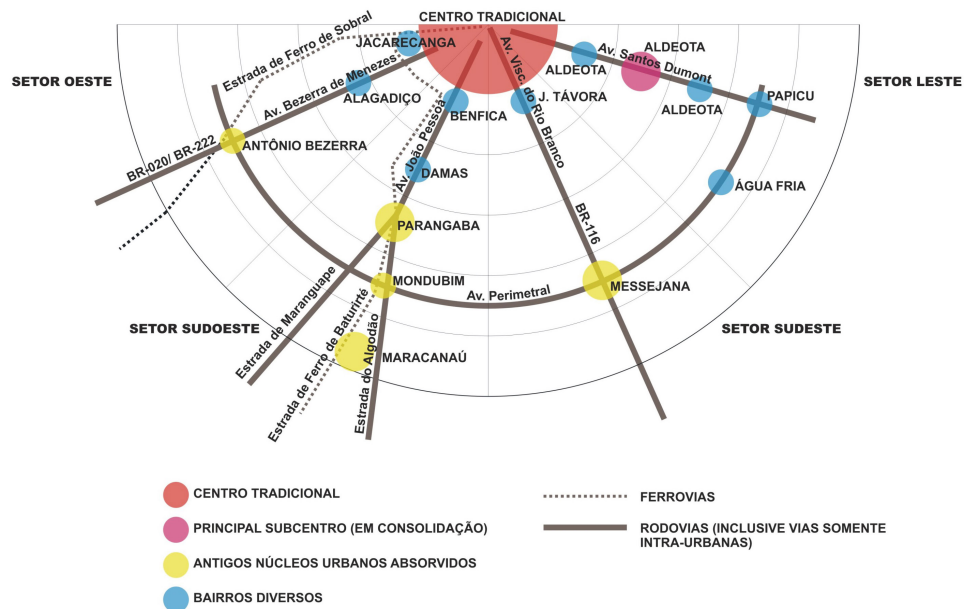 CENTRO TRADICIONAL
Estrada de Ferro de Sobral
JACARECANGA
Av. Visc. do Rio Branco
Av. Santos Dumont
ALDEOTA
ALDEOTA
SETOR OESTE
SETOR LESTE
Av. Bezerra de Menezes
ALAGADIÇO
BENFICA
J. TÁVORA
ALDEOTA
PAPICU
Av. João Pessoa
BR-020/ BR-222
ANTÔNIO BEZERRA
DAMAS
ÁGUA FRIA
PARANGABA
BR-116
MONDUBIM
Av. Perimetral
MESSEJANA
SETOR SUDOESTE
SETOR SUDESTE
Estrada de Maranguape
Estrada de Ferro de Baturirté
Estrada do Algodão
MARACANAÚ
CENTRO TRADICIONAL
PRINCIPAL SUBCENTRO (EM CONSOLIDAÇÃO)
ANTIGOS NÚCLEOS URBANOS ABSORVIDOS
BAIRROS DIVERSOS
FERROVIAS
RODOVIAS (INCLUSIVE VIAS SOMENTE
INTRA-URBANAS)